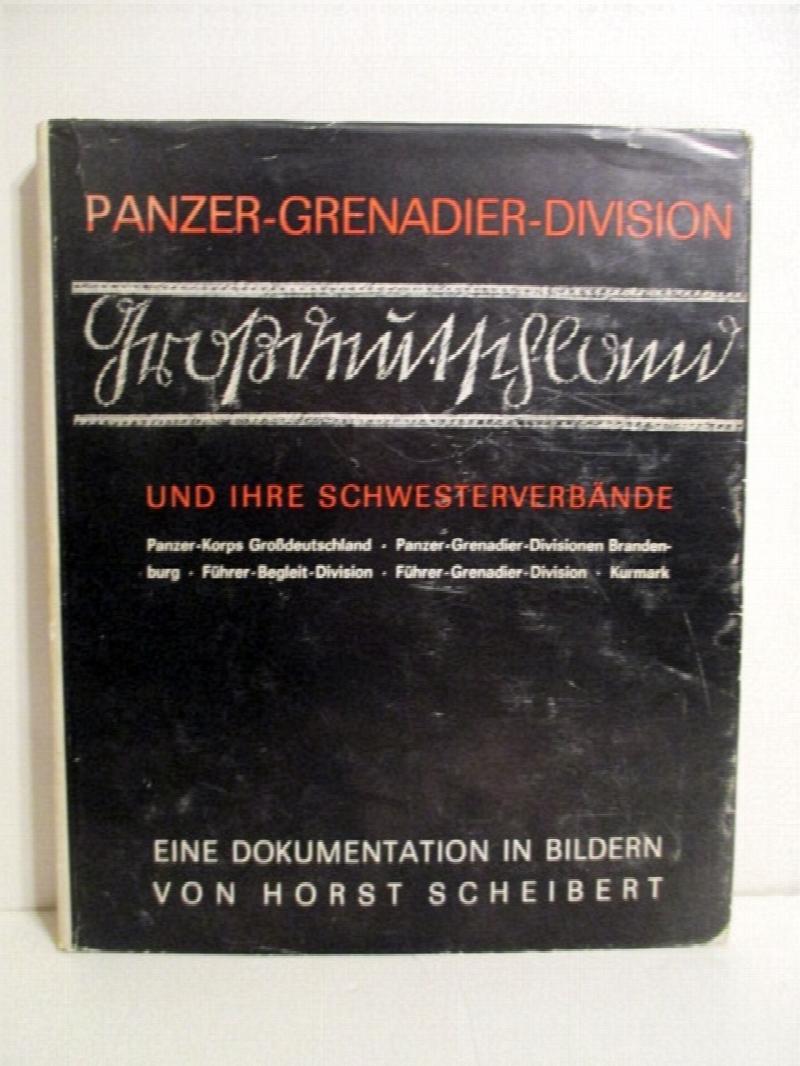 PANZER-GRENADIER-DIVISION
Großdeutschland
UND IHRE SCHWESTERVERBÄNDE
Panzer-Korps Großdeutschland · Panzer-Grenadier-Divisionen Branden-
burg · Führer-Begleit-Division · Führer-Grenadier-Division · Kurmark
EINE DOKUMENTATION IN BILDERN
VON HORST SCHEIBERT